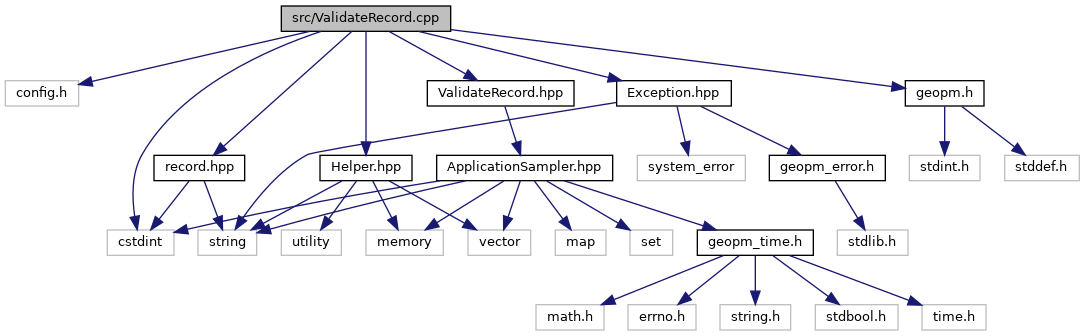 src/ValidateRecord.cpp
config.h
ValidateRecord.hpp
Exception.hpp
geopm.h
record.hpp
Helper.hpp
ApplicationSampler.hpp
system_error
geopm_error.h
stdint.h
stddef.h
cstdint
string
utility
memory
vector
map
set
geopm_time.h
stdlib.h
math.h
errno.h
string.h
stdbool.h
time.h